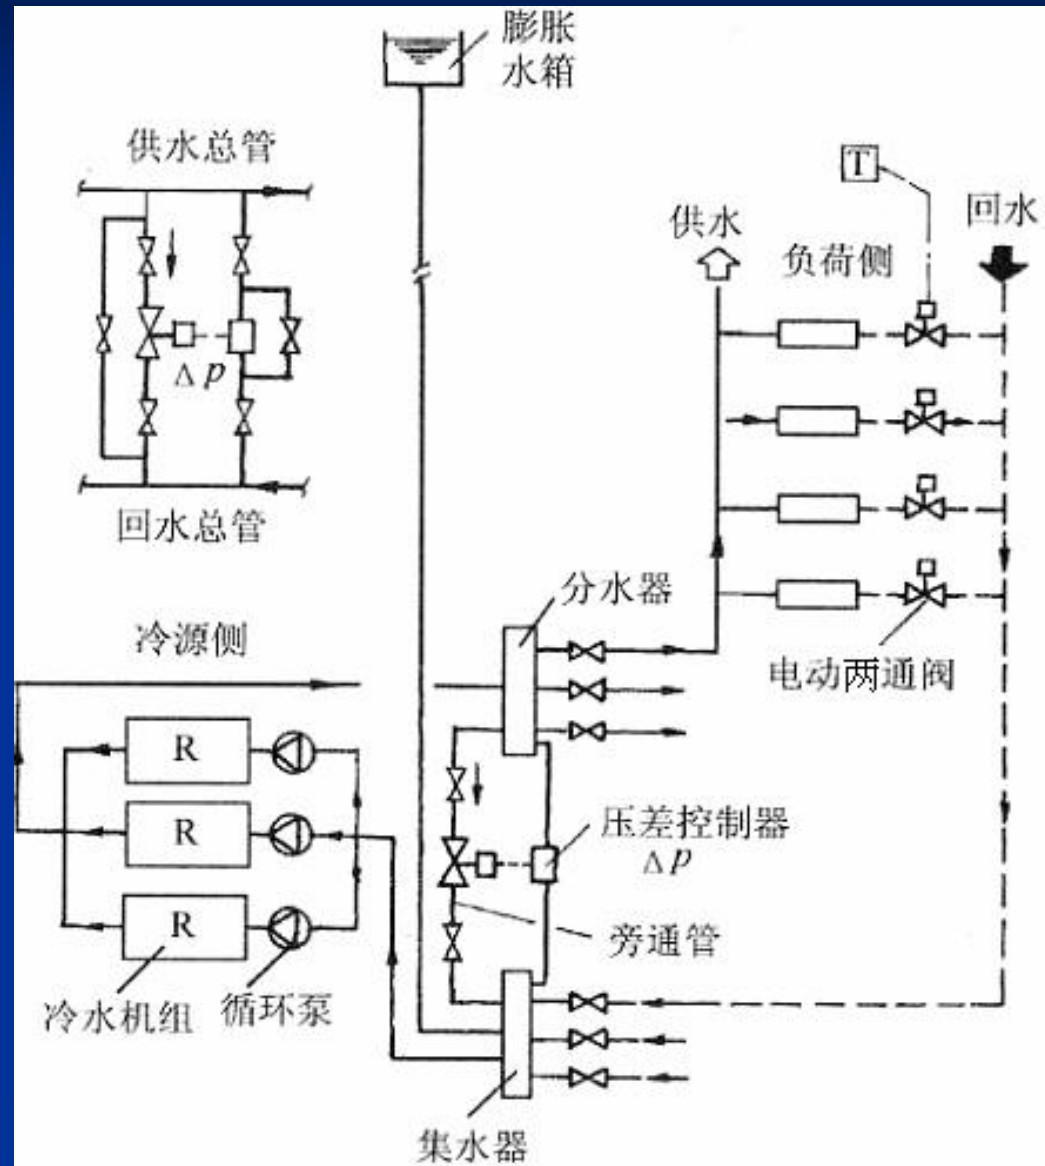 膨胀
水箱
供水总管
T
供水
回水
负荷侧
Δp
回水总管
分水器
冷源侧
电动两通阀
R
R
压差控制器
Δp
R
旁通管
冷水机组
循环泵
集水器